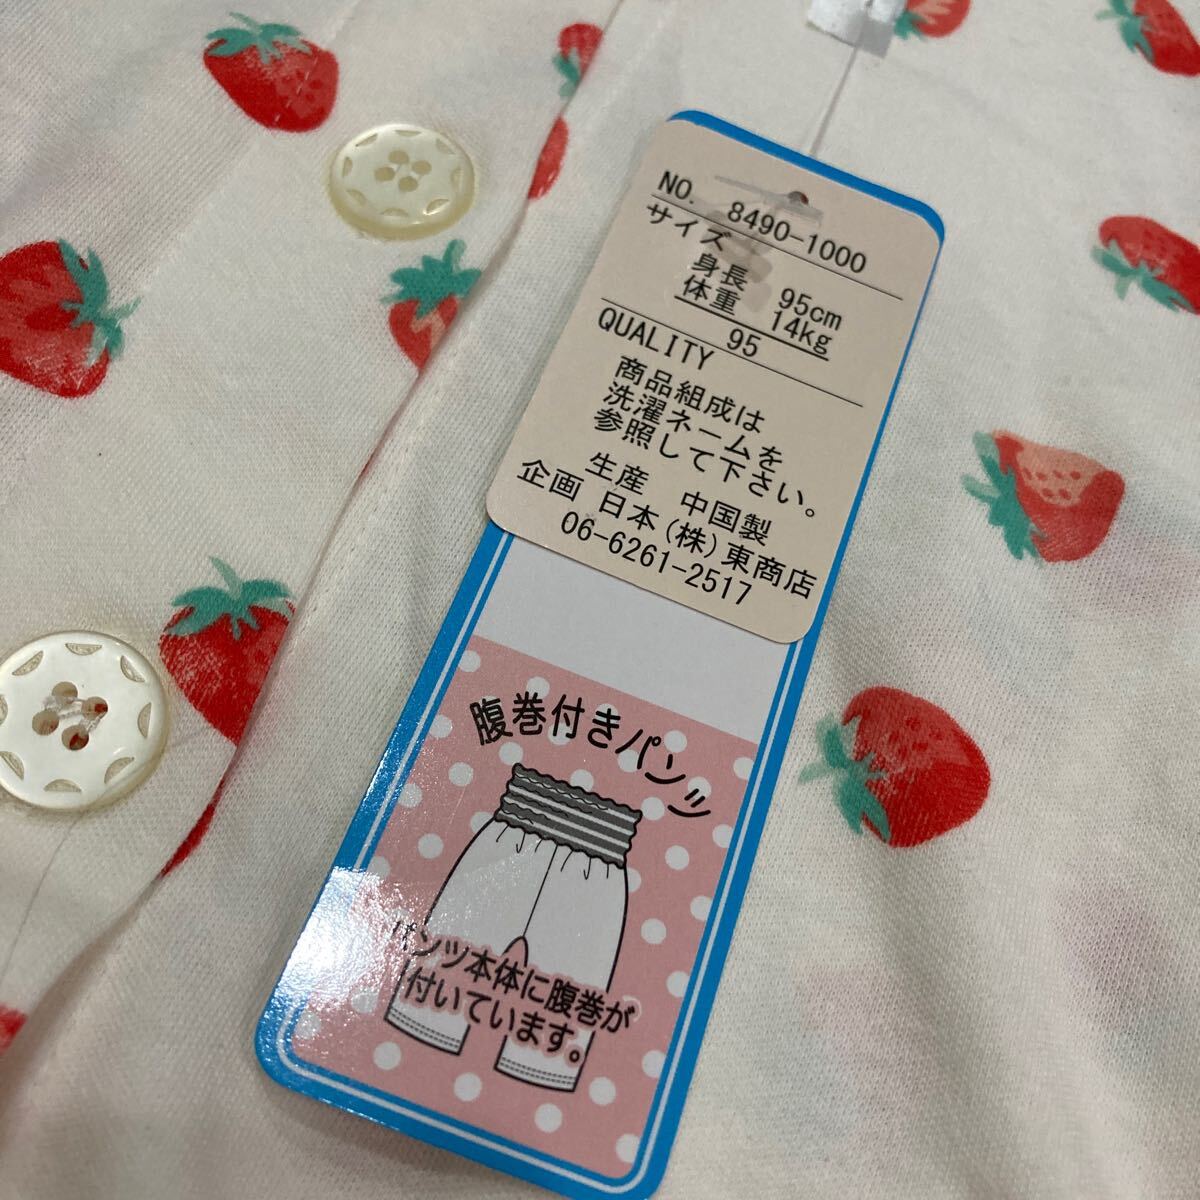 NO. 8490-1000
サイズ
身長 95cm
体重 14kg
95
QUALITY
商品組成は
洗濯ネームを
参照して下さい。
生産 中国製
企画 日本(株)東商店
06-6261-2517
腹巻付きパンツ
パンツ本体に腹巻が
付いています。